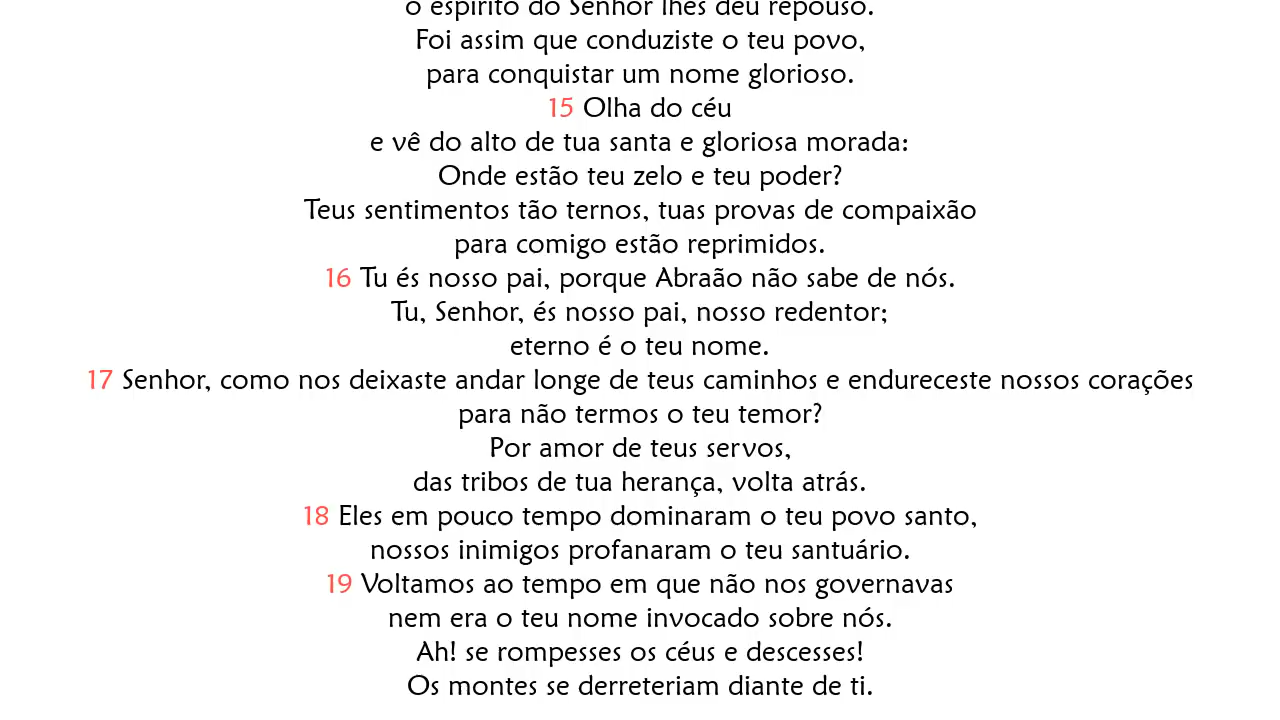 o espírito do Senhor lhes deu repouso.
Foi assim que conduziste o teu povo,
para conquistar um nome glorioso.
15 Olha do céu
e vê do alto de tua santa e gloriosa morada:
Onde estão teu zelo e teu poder?
Teus sentimentos tão ternos, tuas provas de compaixão
para comigo estão reprimidos.
16 Tu és nosso pai, porque Abraão não sabe de nós.
Tu, Senhor, és nosso pai, nosso redentor;
eterno é o teu nome.
17 Senhor, como nos deixaste andar longe de teus caminhos e endureceste nossos corações
para não termos o teu temor?
Por amor de teus servos,
das tribos de tua herança, volta atrás.
18 Eles em pouco tempo dominaram o teu povo santo,
nossos inimigos profanaram o teu santuário.
19 Voltamos ao tempo em que não nos governavas
nem era o teu nome invocado sobre nós.
Ah! se rompesses os céus e descesses!
Os montes se derreteriam diante de ti.